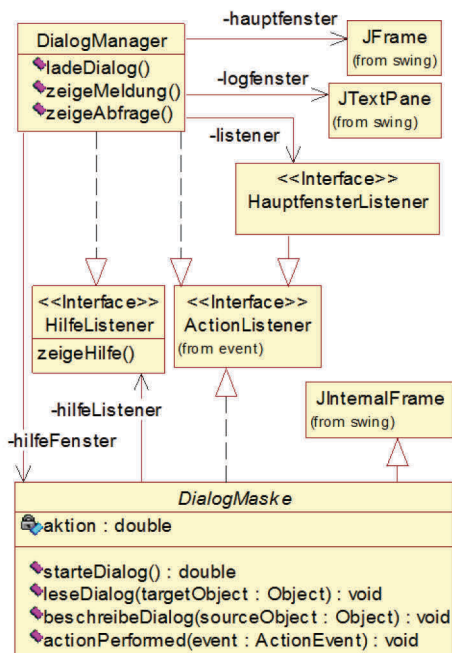 DialogManager
ladeDialog()
zeigeMeldung()
zeigeAbfrage()
-hauptfenster
JFrame
(from swing)
-logfenster
JTextPane
(from swing)
-listener
<<Interface>>
HauptfensterListener
<<Interface>>
HilfeListener
zeigeHilfe()
<<Interface>>
ActionListener
(from event)
-hilfeListener
-hilfeFenster
JInternalFrame
(from swing)
DialogMaske
aktion : double
starteDialog() : double
leseDialog(targetObject : Object) : void
beschreibeDialog(sourceObject : Object) : void
actionPerformed(event : ActionEvent) : void